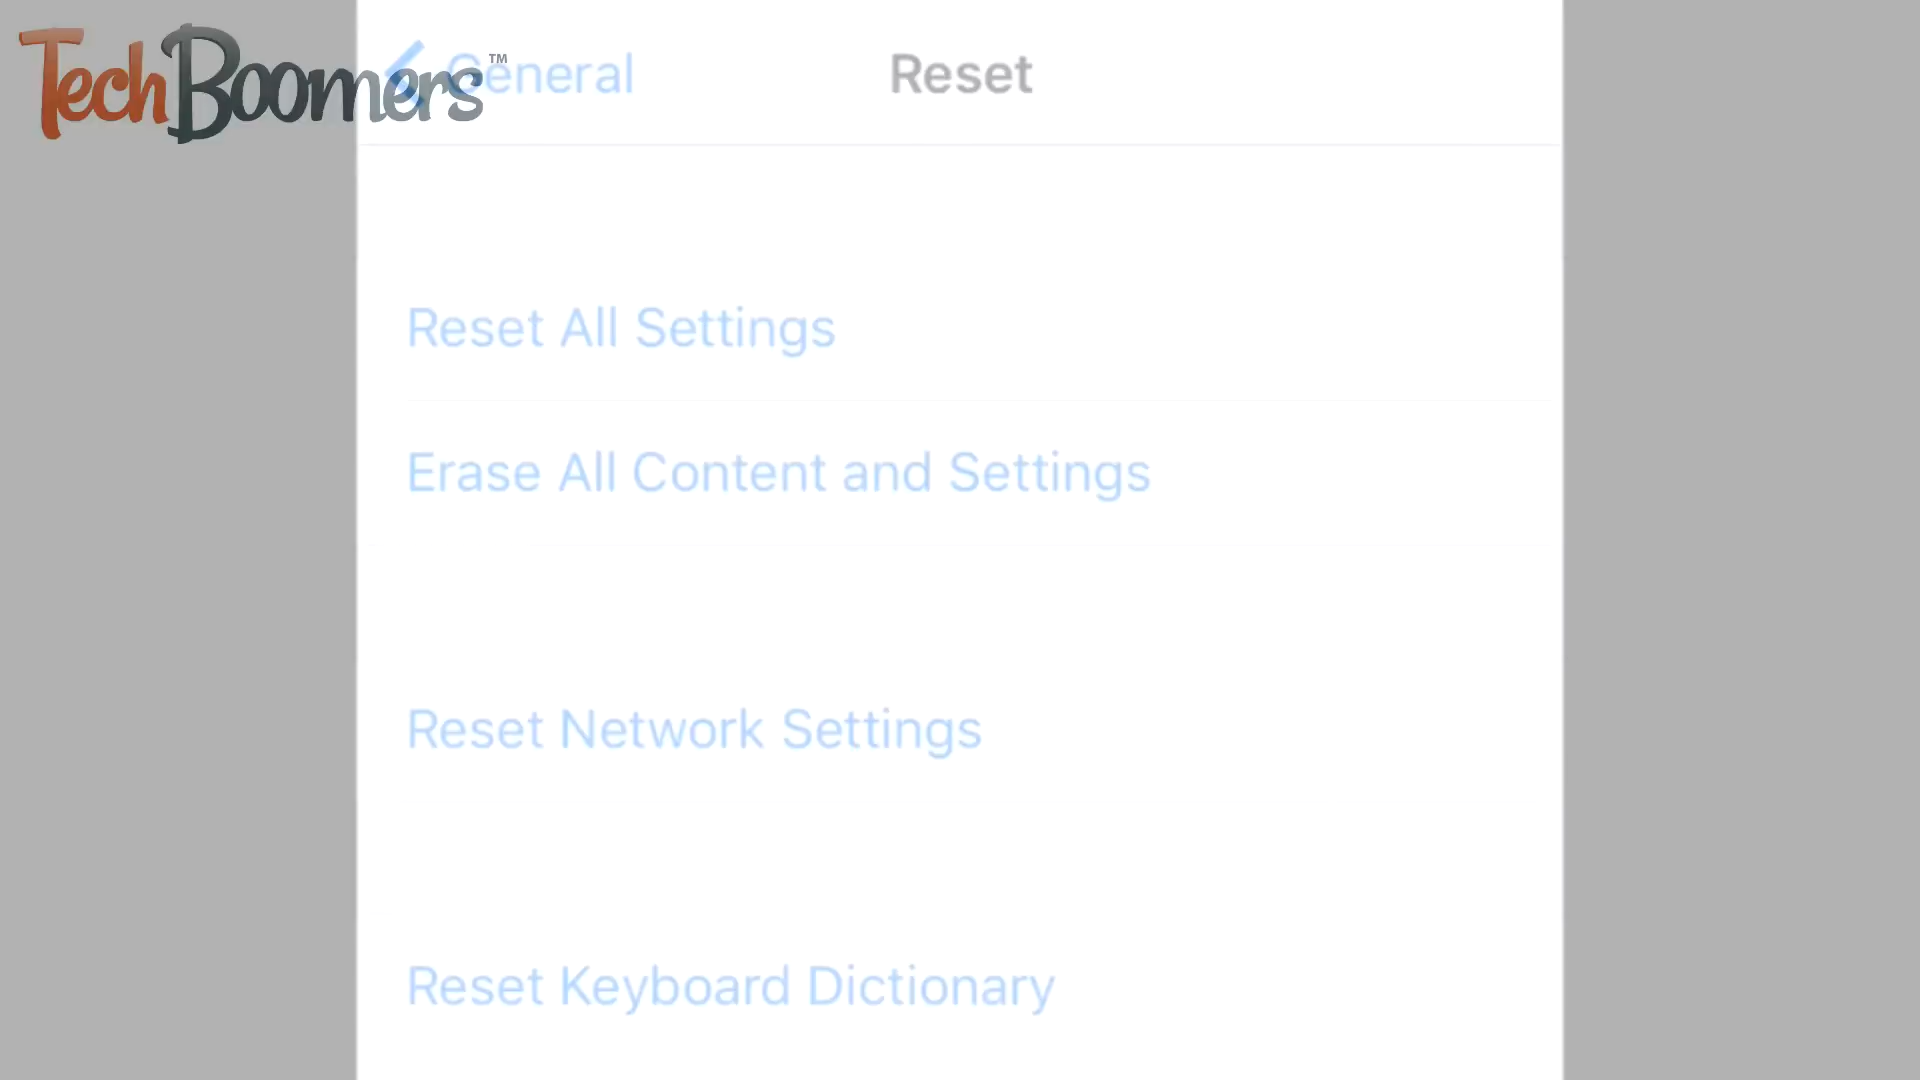 TechBoomers™
General
Reset
Reset All Settings
Erase All Content and Settings
Reset Network Settings
Reset Keyboard Dictionary